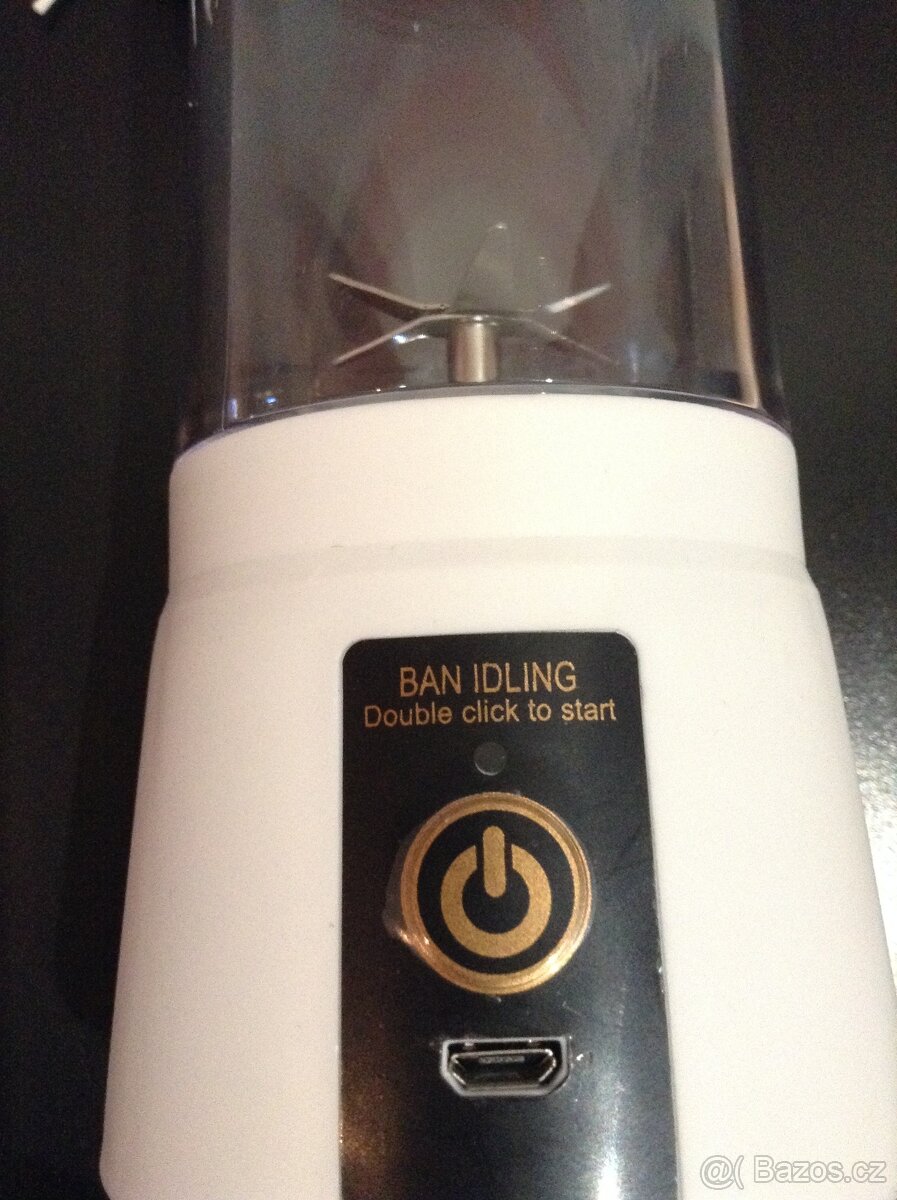 BAN IDLING
Double click to start
@( Bazos.cz